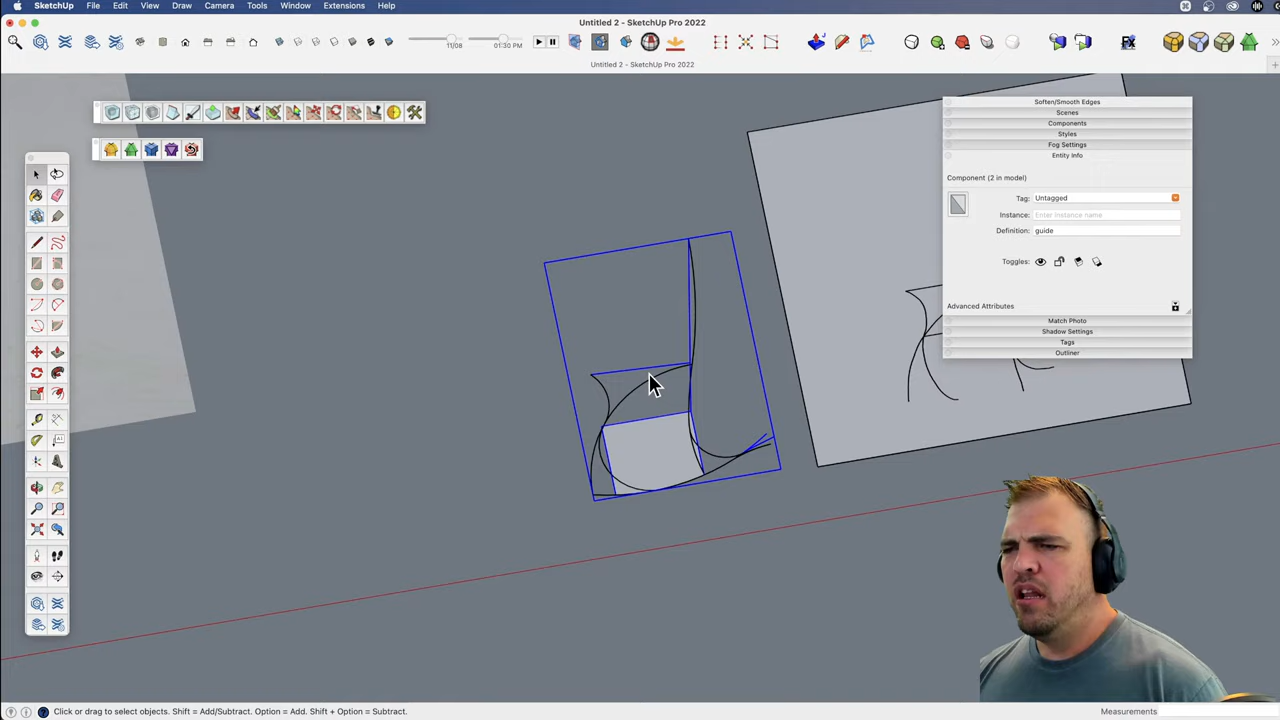 SketchUp File Edit View Camera Tools Window Extensions Help
Untitled 2 - SketchUp Pro 2022
11/08 01:30 PM
Untitled 2 - SketchUp Pro 2022
Soften/Smooth Edges
Scenes
Components
Styles
Fog Settings
Entity Info
Component (2 in model)
Tag: Untagged
Instance: Enter instance name
Definition: guide
Toggles:
Advanced Attributes
Match Photo
Shadow Settings
Tags
Outliner
Click or drag to select objects. Shift = Add/Subtract. Option = Add. Shift + Option = Subtract.
Measurements